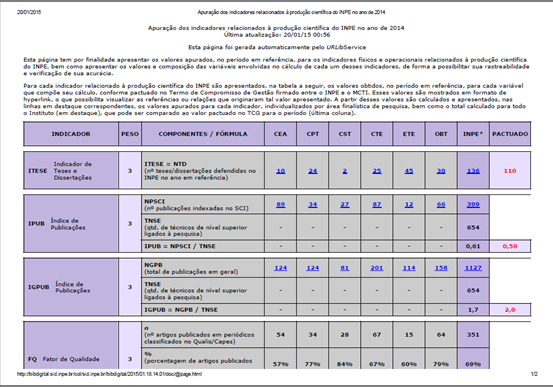 20/01/2015 Apuração dos indicadores relacionados à produção científica do INPE no ano de 2014
Apuração dos indicadores relacionados à produção científica do INPE no ano de 2014
Última atualização: 20/01/15 00:56
Esta página foi gerada automaticamente pelo URLibService
Esta página tem por finalidade apresentar os valores apurados, no período em referência, para os indicadores físicos e operacionais relacionados à produção científica
do INPE, bem como apresentar os valores e composição das variáveis envolvidas no cálculo de cada um desses indicadores, de forma a possibilitar sua rastreabilidade
e verificação de sua acurácia.
Para cada indicador relacionado à produção científica do INPE são apresentados, na tabela a seguir, os valores obtidos, no período em referência, para cada variável
que compõe seu cálculo, conforme pactuado no Termo de Compromisso de Gestão firmado entre o INPE e o MCTI. Esses valores são mostrados em formato de
hyperlink, o que possibilita visualizar as referências ou relações que originaram tal valor apresentado. A partir desses valores são calculados e apresentados, nas
linhas em destaque correspondentes, os valores apurados para cada indicador, individualizados por área finalística de pesquisa, bem como o total calculado para todo
o Instituto (em destaque), que pode ser comparado ao valor pactuado no TCG para o período (última coluna).
INDICADOR PESO COMPONENTES / FÓRMULA CEA CPT CST CTE ETE OBT INPE* PACTUADO
ITESE Indicador de Teses e Dissertações 3 ITESE = NTD
(nº teses/dissertações defendidas no INPE no ano em referência) 10 24 2 25 45 30 136 110
IPUB Índice de Publicações 3 NPSCI
(nº publicações indexadas no SCI) 89 34 27 87 12 66 399
TNSE
(qtd. de técnicos de nível superior ligados à pesquisa) - - - - - - 654
IPUB = NPSCI / TNSE - - - - - - 0,61 0,50
IGPUB Índice de Publicações 3 NGPB
(total de publicações em geral) 124 124 81 201 114 158 1127
TNSE
(qtd. de técnicos de nível superior ligados à pesquisa) - - - - - - 654
IGPUB = NGPB / TNSE - - - - - - 1,7 2,0
FQ Fator de Qualidade 3 n
(nº artigos publicados em periódicos classificados no Qualis/Capes) 54 34 28 67 15 64 351
%
(porcentagem de artigos publicados 57% 77% 84% 67% 60% 79% 69%
http://bibdigital.sid.inpe.br/col/sid.inpe.br/bibdigital/2015/01.18.14.01/doc/@page.html 1/2